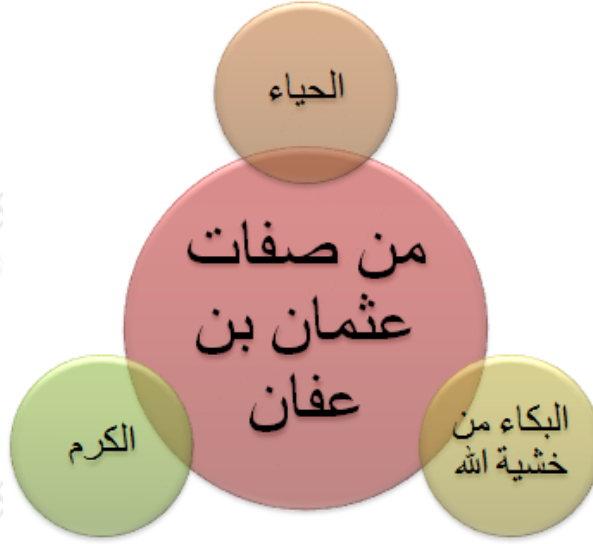 الحياء
من صفات
عثمان بن
عفان
البكاء من
خشية الله
الكرم